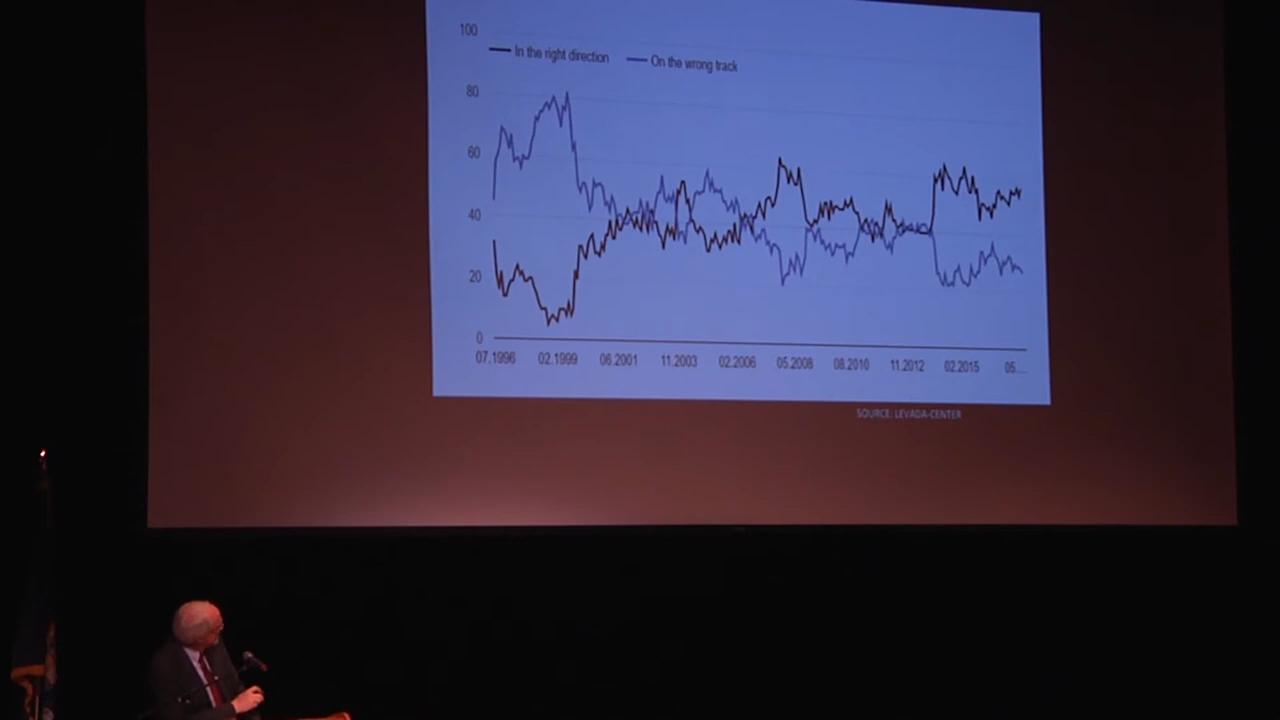 100
In the right direction On the wrong track
80
60
40
20
0
07.1996 02.1999 06.2001 11.2003 02.2006 05.2008 08.2010 11.2012 02.2015 05....
SOURCE: LEVADA-CENTER